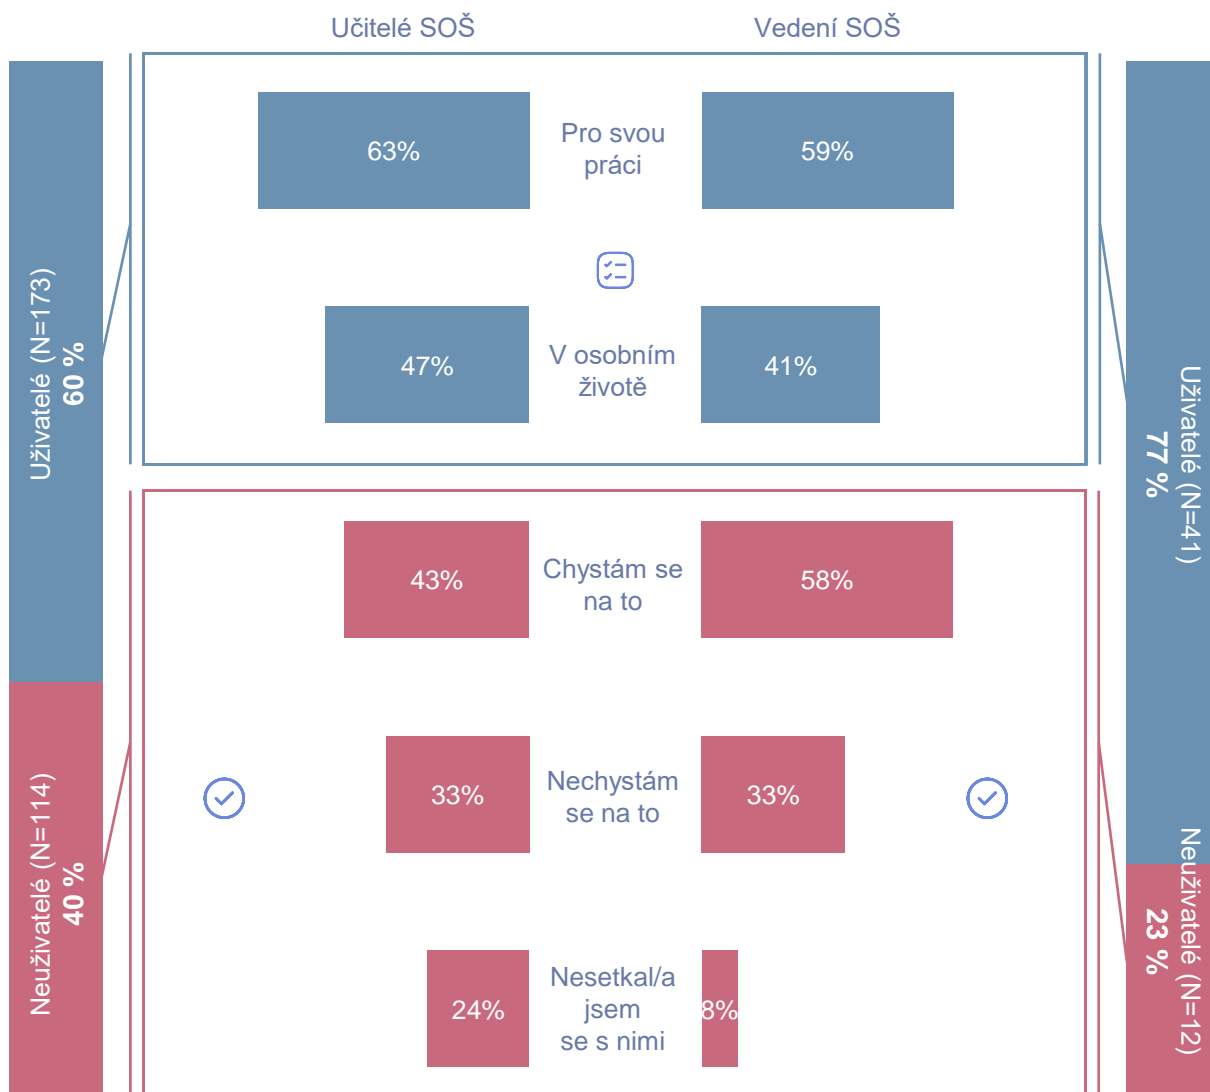 Učitelé SOŠ
Vedení SOŠ
Uživatelé (N=173)
60 %
63%
Pro svou
práci
59%
47%
V osobním
životě
41%
Uživatelé (N=41)
77 %
Neuživatelé (N=114)
40 %
43%
Chystám se
na to
58%
33%
Nechystám
se na to
33%
24%
Nesetkal/a
jsem
se s nimi
8%
Neuživatelé (N=12)
23 %